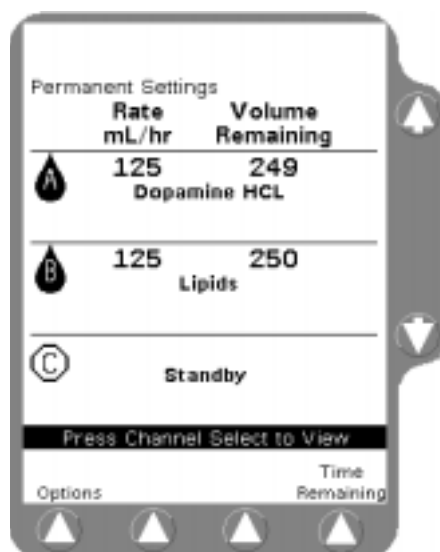 Permanent Settings
Rate Volume
mL/hr Remaining
A 125 249
Dopamine HCL
B 125 250
Lipids
C
Standby
Press Channel Select to View
Time
Options Remaining